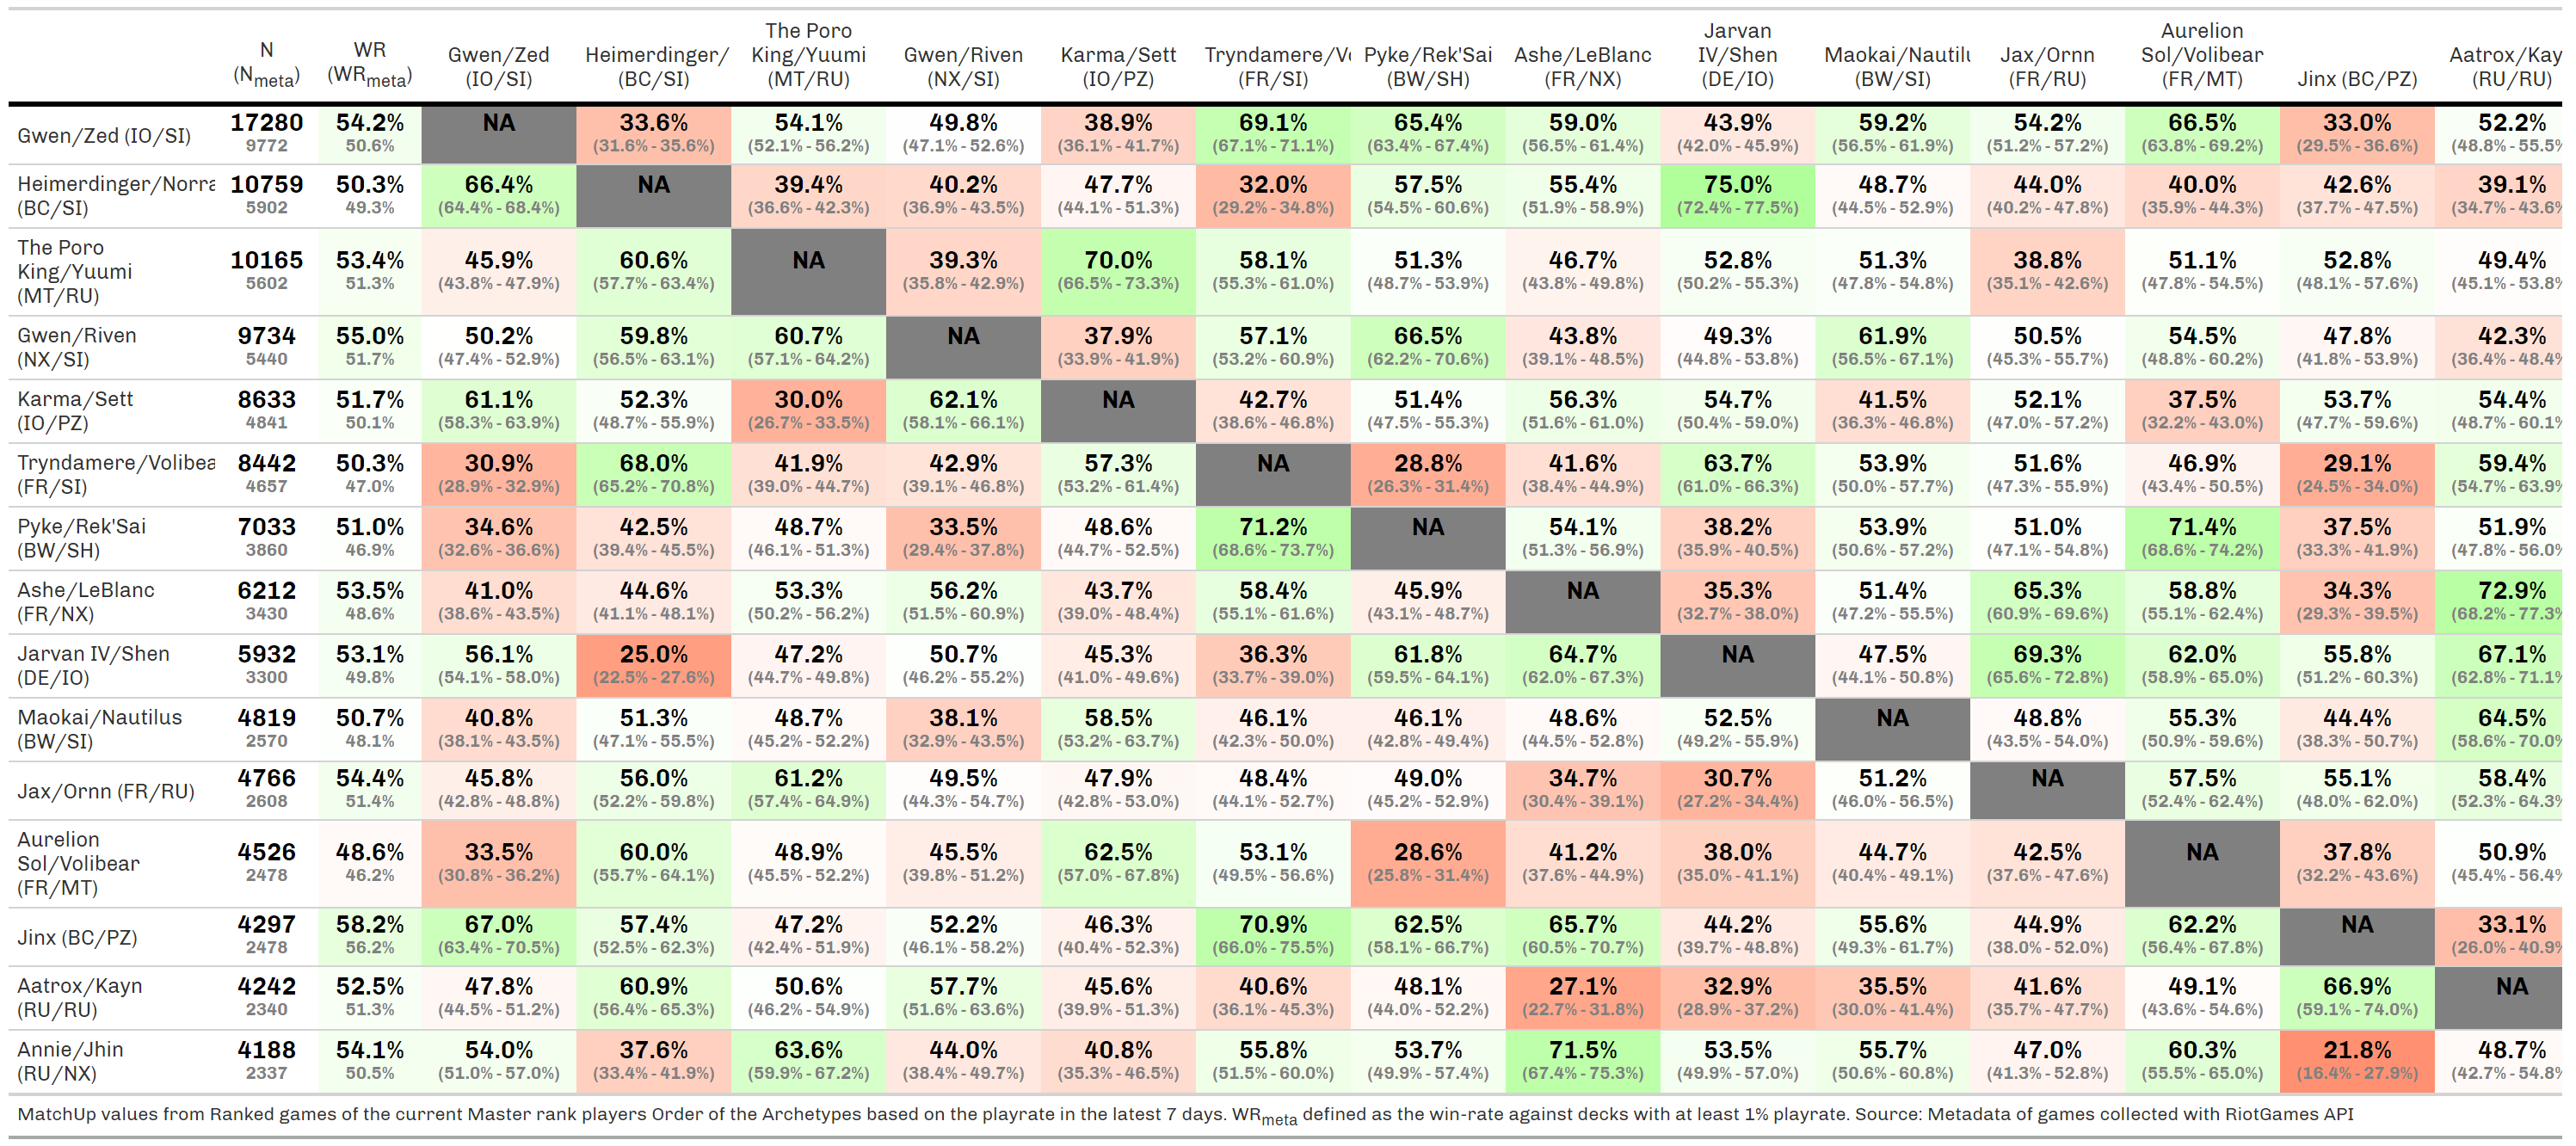 N (Nmeta) WR (WRmeta) Gwen/Zed (IO/SI) Heimerdinger/ (BC/SI) The Poro King/Yuumi (MT/RU) Gwen/Riven (NX/SI) Karma/Sett (IO/PZ) Tryndamere/Vo (FR/SI) Pyke/Rek'Sai (BW/SH) Ashe/LeBlanc (FR/NX) Jarvan IV/Shen (DE/IO) Maokai/Nautilu (BW/SI) Jax/Ornn (FR/RU) Aurelion Sol/Volibear (FR/MT) Jinx (BC/PZ) Aatrox/Kay (RU/RU)
Gwen/Zed (IO/SI) 17280 54.2% NA 33.6% 54.1% 49.8% 38.9% 69.1% 65.4% 59.0% 43.9% 59.2% 54.2% 66.5% 33.0% 52.2%
9772 50.6% (31.6% - 35.6%) (52.1% - 56.2%) (47.1% - 52.6%) (36.1% - 41.7%) (67.1% - 71.1%) (63.4% - 67.4%) (56.5% - 61.4%) (42.0% - 45.9%) (56.5% - 61.9%) (51.2% - 57.2%) (63.8% - 69.2%) (29.5% - 36.6%) (48.8% - 55.5%
Heimerdinger/Norra 10759 50.3% 66.4% NA 39.4% 40.2% 47.7% 32.0% 57.5% 55.4% 75.0% 48.7% 44.0% 40.0% 42.6% 39.1%
(BC/SI) 5902 49.3% (64.4% - 68.4%) (36.6% - 42.3%) (36.9% - 43.5%) (44.1% - 51.3%) (29.2% - 34.8%) (54.5% - 60.6%) (51.9% - 58.9%) (72.4% - 77.5%) (44.5% - 52.9%) (40.2% - 47.8%) (35.9% - 44.3%) (37.7% - 47.5%) (34.7% - 43.6%
The Poro
King/Yuumi 10165 53.4% 45.9% 60.6% NA 39.3% 70.0% 58.1% 51.3% 46.7% 52.8% 51.3% 38.8% 51.1% 52.8% 49.4%
(MT/RU) 5602 51.3% (43.8% - 47.9%) (57.7% - 63.4%) (35.8% - 42.9%) (66.5% - 73.3%) (55.3% - 61.0%) (48.7% - 53.9%) (43.8% - 49.8%) (50.2% - 55.3%) (47.8% - 54.8%) (35.1% - 42.6%) (47.8% - 54.5%) (48.1% - 57.6%) (45.1% - 53.8%
Gwen/Riven 9734 55.0% 50.2% 59.8% 60.7% NA 37.9% 57.1% 66.5% 43.8% 49.3% 61.9% 50.5% 54.5% 47.8% 42.3%
(NX/SI) 5440 51.7% (47.4% - 52.9%) (56.5% - 63.1%) (57.1% - 64.2%) (33.9% - 41.9%) (53.2% - 60.9%) (62.2% - 70.6%) (39.1% - 48.5%) (44.8% - 53.8%) (56.5% - 67.1%) (45.3% - 55.7%) (48.8% - 60.2%) (41.8% - 53.9%) (36.4% - 48.4%
Karma/Sett 8633 51.7% 61.1% 52.3% 30.0% 62.1% NA 42.7% 51.4% 56.3% 54.7% 41.5% 52.1% 37.5% 53.7% 54.4%
(IO/PZ) 4841 50.1% (58.3% - 63.9%) (48.7% - 55.9%) (26.7% - 33.5%) (58.1% - 66.1%) (38.6% - 46.8%) (47.5% - 55.3%) (51.6% - 61.0%) (50.4% - 59.0%) (36.3% - 46.8%) (47.0% - 57.2%) (32.2% - 43.0%) (47.7% - 59.6%) (48.7% - 60.1%
Tryndamere/Volibea 8442 50.3% 30.9% 68.0% 41.9% 42.9% 57.3% NA 28.8% 41.6% 63.7% 53.9% 51.6% 46.9% 29.1% 59.4%
(FR/SI) 4657 47.0% (28.9% - 32.9%) (65.2% - 70.8%) (39.0% - 44.7%) (39.1% - 46.8%) (53.2% - 61.4%) (26.3% - 31.4%) (38.4% - 44.9%) (61.0% - 66.3%) (50.0% - 57.7%) (47.3% - 55.9%) (43.4% - 50.5%) (24.5% - 34.0%) (54.7% - 63.9%
Pyke/Rek'Sai 7033 51.0% 34.6% 42.5% 48.7% 33.5% 48.6% 71.2% NA 54.1% 38.2% 53.9% 51.0% 71.4% 37.5% 51.9%
(BW/SH) 3860 46.9% (32.6% - 36.6%) (39.4% - 45.5%) (46.1% - 51.3%) (29.4% - 37.8%) (44.7% - 52.5%) (68.6% - 73.7%) (51.3% - 56.9%) (35.9% - 40.5%) (50.6% - 57.2%) (47.1% - 54.8%) (68.6% - 74.2%) (33.3% - 41.9%) (47.8% - 56.0%
Ashe/LeBlanc 6212 53.5% 41.0% 44.6% 53.3% 56.2% 43.7% 58.4% 45.9% NA 35.3% 51.4% 65.3% 58.8% 34.3% 72.9%
(FR/NX) 3430 48.6% (38.6% - 43.5%) (41.1% - 48.1%) (50.2% - 56.2%) (51.5% - 60.9%) (39.0% - 48.4%) (55.1% - 61.6%) (43.1% - 48.7%) (32.7% - 38.0%) (47.2% - 55.5%) (60.9% - 69.6%) (55.1% - 62.4%) (29.3% - 39.5%) (68.2% - 77.3%
Jarvan IV/Shen 5932 53.1% 56.1% 25.0% 47.2% 50.7% 45.3% 36.3% 61.8% 64.7% NA 47.5% 69.3% 62.0% 55.8% 67.1%
(DE/IO) 3300 49.8% (54.1% - 58.0%) (22.5% - 27.6%) (44.7% - 49.8%) (46.2% - 55.2%) (41.0% - 49.6%) (33.7% - 39.0%) (59.5% - 64.1%) (62.0% - 67.3%) (44.1% - 50.8%) (65.6% - 72.8%) (58.9% - 65.0%) (51.2% - 60.3%) (62.8% - 71.1%
Maokai/Nautilus 4819 50.7% 40.8% 51.3% 48.7% 38.1% 58.5% 46.1% 46.1% 48.6% 52.5% NA 48.8% 55.3% 44.4% 64.5%
(BW/SI) 2570 48.1% (38.1% - 43.5%) (47.1% - 55.5%) (45.2% - 52.2%) (32.9% - 43.5%) (53.2% - 63.7%) (42.3% - 50.0%) (42.8% - 49.4%) (44.5% - 52.8%) (49.2% - 55.9%) (43.5% - 54.0%) (50.9% - 59.6%) (38.3% - 50.7%) (58.6% - 70.0%
Jax/Ornn (FR/RU) 4766 54.4% 45.8% 56.0% 61.2% 49.5% 47.9% 48.4% 49.0% 34.7% 30.7% 51.2% NA 57.5% 55.1% 58.4%
2608 51.4% (42.8% - 48.8%) (52.2% - 59.8%) (57.4% - 64.9%) (44.3% - 54.7%) (42.8% - 53.0%) (44.1% - 52.7%) (45.2% - 52.9%) (30.4% - 39.1%) (27.2% - 34.4%) (46.0% - 56.5%) (52.4% - 62.4%) (48.0% - 62.0%) (52.3% - 64.3%
Aurelion
Sol/Volibear 4526 48.6% 33.5% 60.0% 48.9% 45.5% 62.5% 53.1% 28.6% 41.2% 38.0% 44.7% 42.5% NA 37.8% 50.9%
(FR/MT) 2478 46.2% (30.8% - 36.2%) (55.7% - 64.1%) (45.5% - 52.2%) (39.8% - 51.2%) (57.0% - 67.8%) (49.5% - 56.6%) (25.8% - 31.4%) (37.6% - 44.9%) (35.0% - 41.1%) (40.4% - 49.1%) (37.6% - 47.6%) (32.2% - 43.6%) (45.4% - 56.4%
Jinx (BC/PZ) 4297 58.2% 67.0% 57.4% 47.2% 52.2% 46.3% 70.9% 62.5% 65.7% 44.2% 55.6% 44.9% 62.2% NA 33.1%
2478 56.2% (63.4% - 70.5%) (52.5% - 62.3%) (42.4% - 51.9%) (46.1% - 58.2%) (40.4% - 52.3%) (66.0% - 75.5%) (58.1% - 66.7%) (60.5% - 70.7%) (39.7% - 48.8%) (49.3% - 61.7%) (38.0% - 52.0%) (56.4% - 67.8%) (26.0% - 40.9%
Aatrox/Kayn 4242 52.5% 47.8% 60.9% 50.6% 57.7% 45.6% 40.6% 48.1% 27.1% 32.9% 35.5% 41.6% 49.1% 66.9% NA
(RU/RU) 2340 51.3% (44.5% - 51.2%) (56.4% - 65.3%) (46.2% - 54.9%) (51.6% - 63.6%) (39.9% - 51.3%) (36.1% - 45.3%) (44.0% - 52.2%) (22.7% - 31.8%) (28.9% - 37.2%) (30.0% - 41.4%) (35.7% - 47.7%) (43.6% - 54.6%) (59.1% - 74.0%)
Annie/Jhin 4188 54.1% 54.0% 37.6% 63.6% 44.0% 40.8% 55.8% 53.7% 71.5% 53.5% 55.7% 47.0% 60.3% 21.8% 48.7%
(RU/NX) 2337 50.5% (51.0% - 57.0%) (33.4% - 41.9%) (59.9% - 67.2%) (38.4% - 49.7%) (35.3% - 46.5%) (51.5% - 60.0%) (49.9% - 57.4%) (67.4% - 75.3%) (49.9% - 57.0%) (50.6% - 60.8%) (41.3% - 52.8%) (55.5% - 65.0%) (16.4% - 27.9%) (42.7% - 54.8%
MatchUp values from Ranked games of the current Master rank players Order of the Archetypes based on the playrate in the latest 7 days. WRmeta defined as the win-rate against decks with at least 1% playrate. Source: Metadata of games collected with RiotGames API